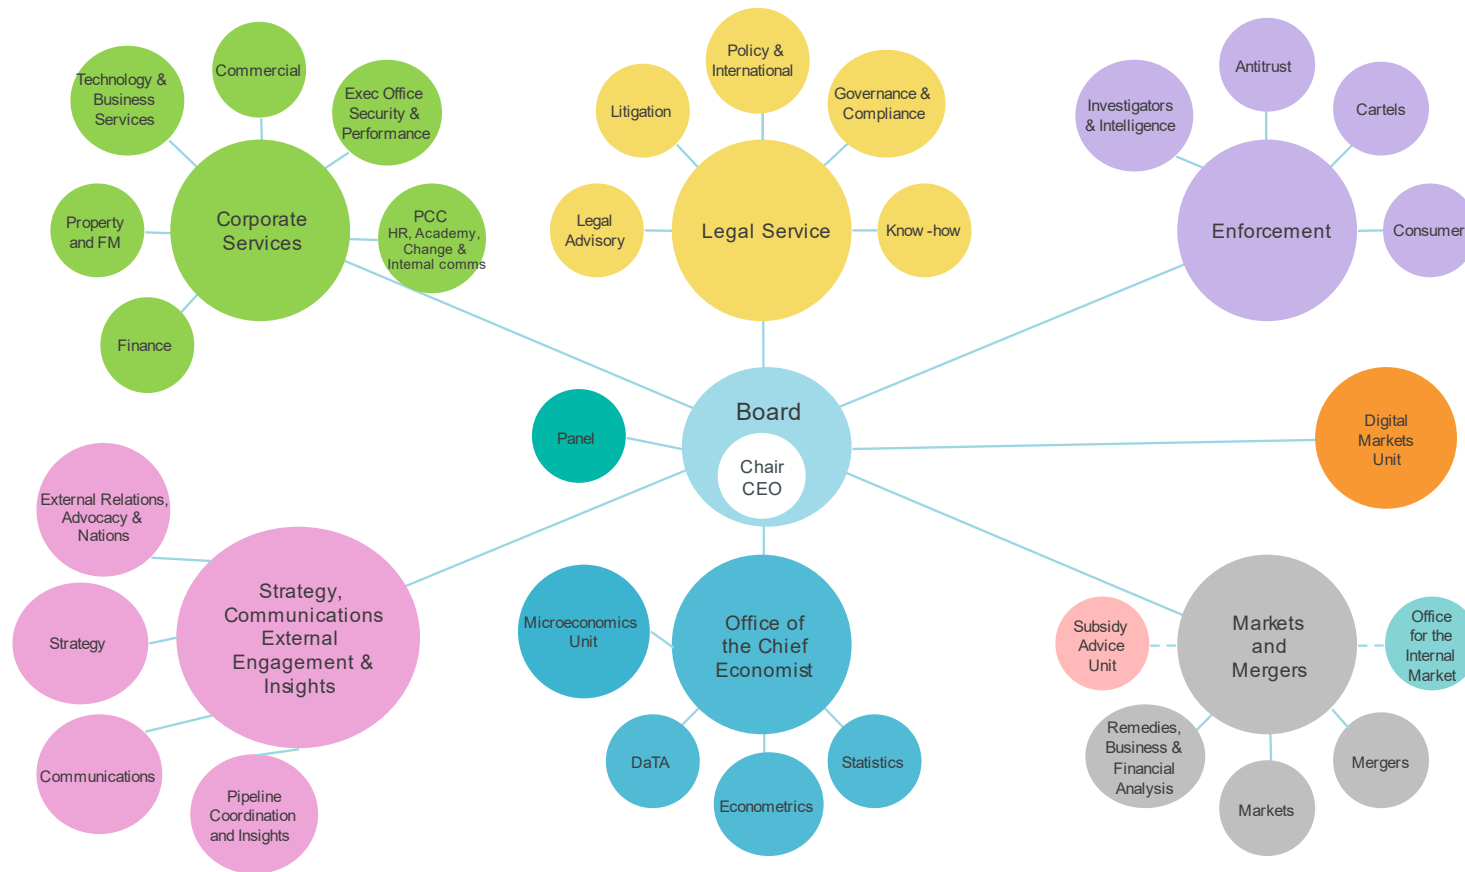 Technology &
Business
Services
Commercial
Exec Office
Security &
Performance
Property
and FM
Corporate
Services
PCC
HR, Academy,
Change &
Internal comms
Finance
Policy &
International
Litigation
Governance &
Compliance
Legal
Advisory
Legal Service
Know -how
Antitrust
Investigators
& Intelligence
Cartels
Enforcement
Consumer
Board
Chair
CEO
Panel
Digital
Markets
Unit
External Relations,
Advocacy &
Nations
Strategy,
Communications
External
Engagement &
Insights
Strategy
Communications
Pipeline
Coordination
and Insights
Microeconomics
Unit
Office of
the Chief
Economist
DaTA
Econometrics
Statistics
Subsidy
Advice
Unit
Markets
and
Mergers
Office
for the
Internal
Market
Remedies,
Business &
Financial
Analysis
Markets
Mergers